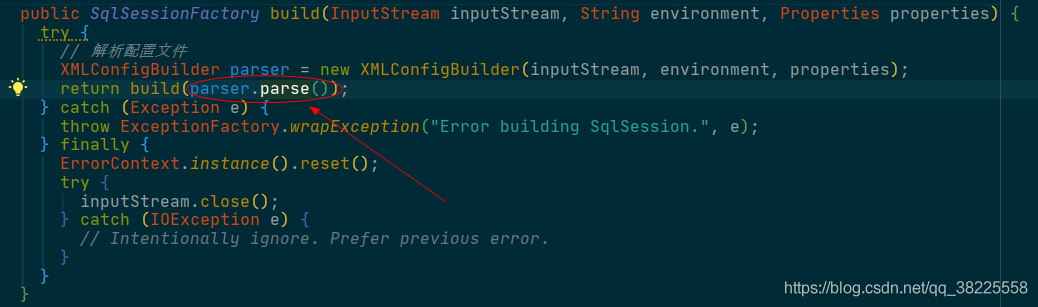 public SqlSessionFactory build(InputStream inputStream, String environment, Properties properties) {
try {
// 解析配置文件
XMLConfigBuilder parser = new XMLConfigBuilder(inputStream, environment, properties);
return build(parser.parse());
} catch (Exception e) {
throw ExceptionFactory.wrapException("Error building SqlSession.", e);
} finally {
ErrorContext.instance().reset();
try {
inputStream.close();
} catch (IOException e) {
// Intentionally ignore. Prefer previous error.
}
}
}
https://blog.csdn.net/qq_38225558